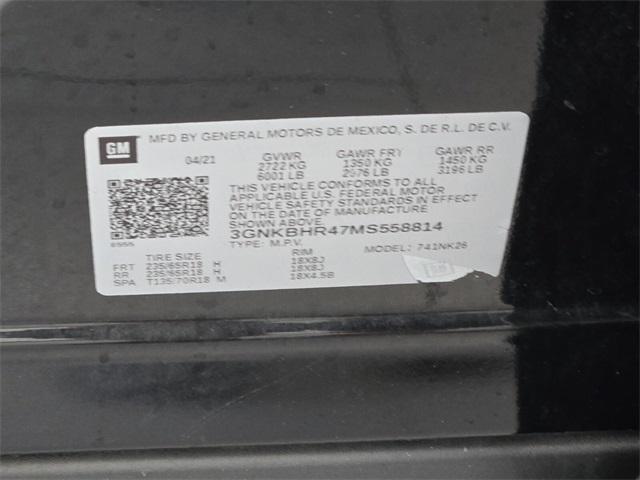 GM
MFD BY GENERAL MOTORS DE MEXICO, S. DE R.L. DE C.V.
04/21 GVWR GAWR FRT GAWR RR
2722 KG 1350 KG 1450 KG
6001 LB 2976 LB 3196 LB
THIS VEHICLE CONFORMS TO ALL
APPLICABLE U.S. FEDERAL MOTOR
VEHICLE SAFETY STANDARDS IN EFFECT
ON THE DATE OF MANUFACTURE
SHOWN ABOVE.
3GNKBHR47MS558814
TYPE: M.P.V. MODEL: 741NK26
TIRE SIZE RIM
FRT 235/65R18 H 18X8J
RR 235/65R18 H 18X8J
SPA T135/70R18 M 18X4.5B